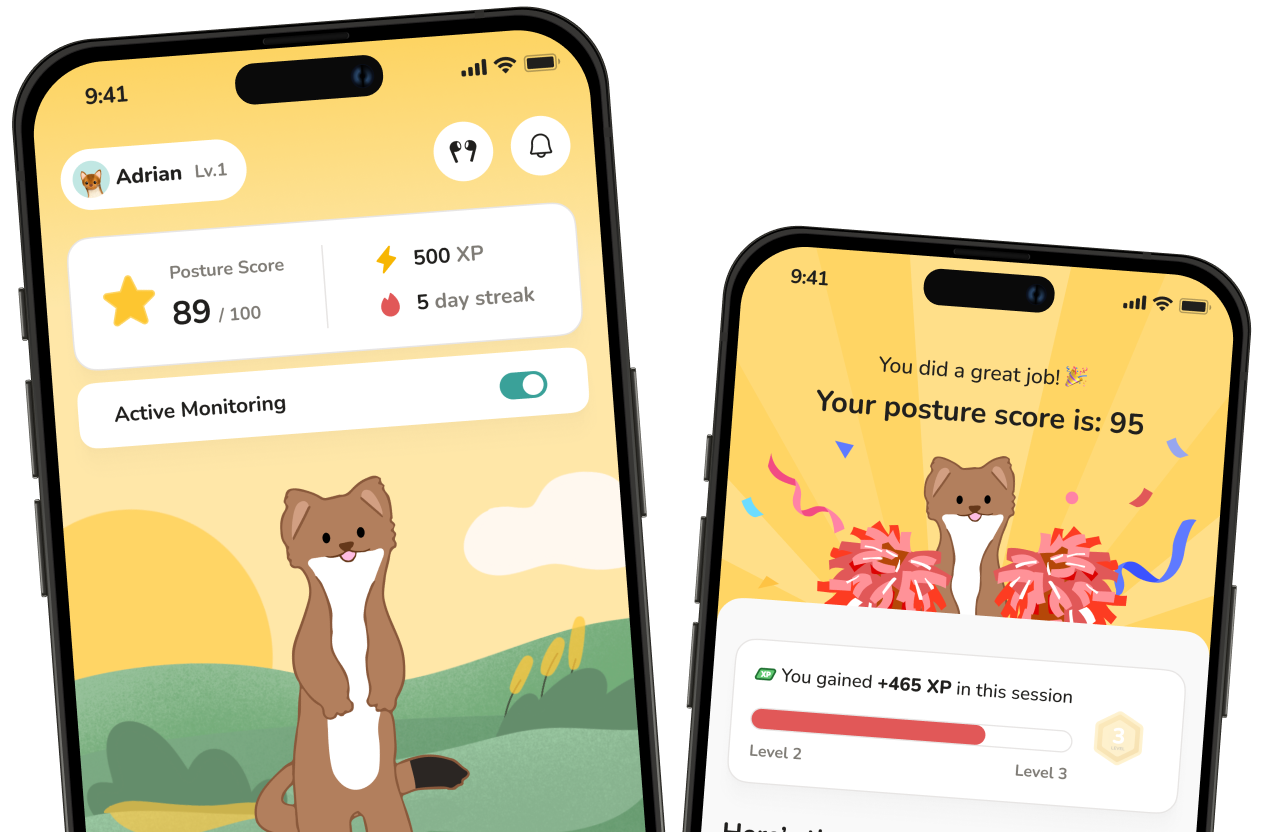 9:41
Adrian Lv.1
Posture Score
89 / 100
500 XP
5 day streak
Active Monitoring
9:41
You did a great job! 🎉
Your posture score is: 95
XP You gained +465 XP in this session
3
LEVEL
Level 2
Level 3